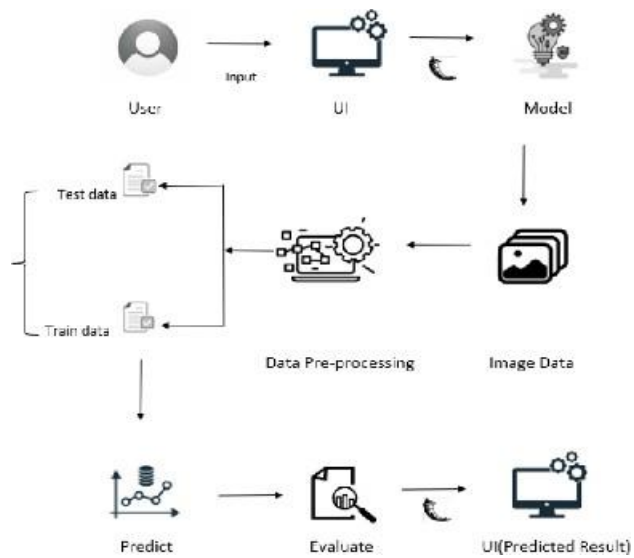 Input
User
UI
Model
Test data
Train data
Data Pre-processing
Image Data
Predict
Evaluate
UI(Predicted Result)